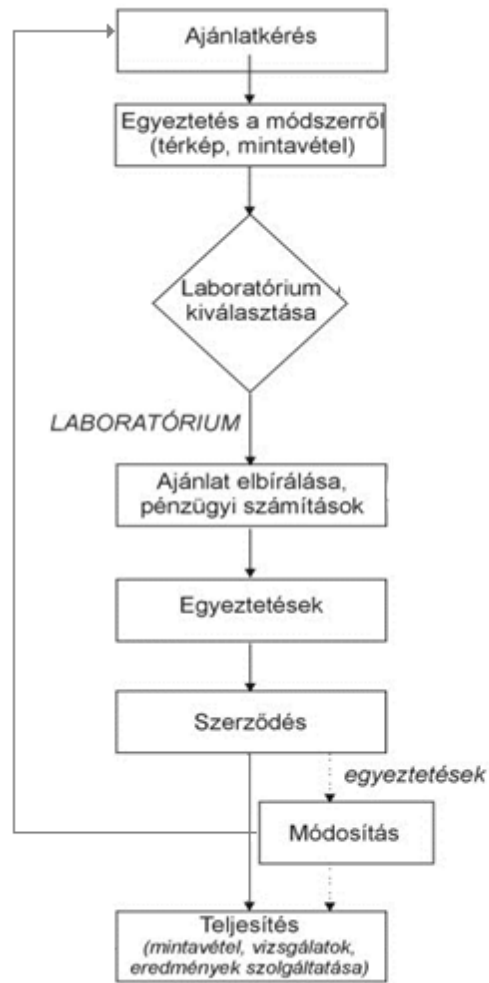 Ajánlatkérés
Egyeztetés a módszerről
(térkép, mintavétel)
Laboratórium
kiválasztása
LABORATÓRIUM
Ajánlat elbírálása,
pénzügyi számítások
Egyeztetések
Szerződés
egyeztetések
Módosítás
Teljesítés
(mintavétel, vizsgálatok,
eredmények szolgáltatása)